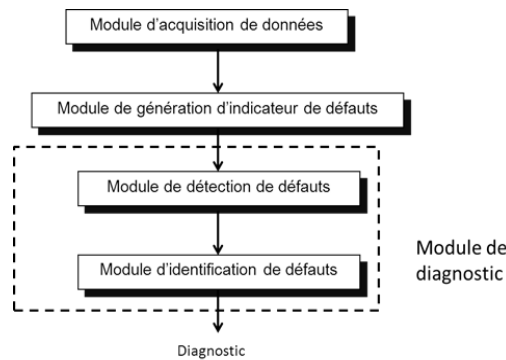 Module d'acquisition de données
Module de génération d'indicateur de défauts
Module de détection de défauts
Module d'identification de défauts
Module de
diagnostic
Diagnostic